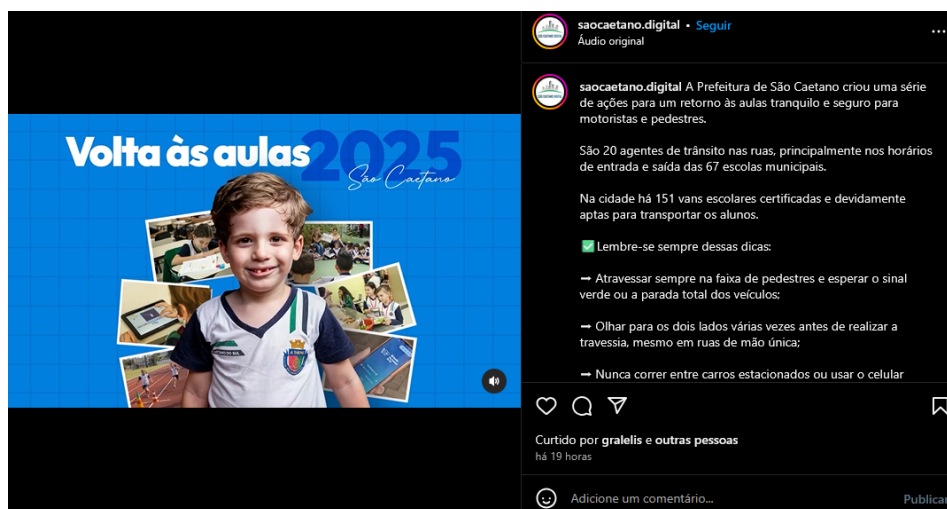 Volta às aulas 2025
São Caetano
saocaetano.digital • Seguir
Áudio original
saocaetano.digital A Prefeitura de São Caetano criou uma série
de ações para um retorno às aulas tranquilo e seguro para
motoristas e pedestres.
São 20 agentes de trânsito nas ruas, principalmente nos horários
de entrada e saída das 67 escolas municipais.
Na cidade há 151 vans escolares certificadas e devidamente
aptas para transportar os alunos.
✅ Lembre-se sempre dessas dicas:
➡ Atravessar sempre na faixa de pedestres e esperar o sinal
verde ou a parada total dos veículos;
➡ Olhar para os dois lados várias vezes antes de realizar a
travessia, mesmo em ruas de mão única;
➡ Nunca correr entre carros estacionados ou usar o celular
Curtido por gralelis e outras pessoas
há 19 horas
Adicione um comentário...
Publicar